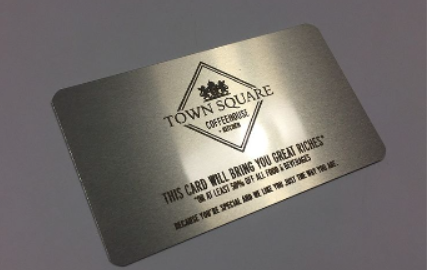 TOWN SQUARE
COFFEEHOUSE
+ KITCHEN
THIS CARD WILL BRING YOU GREAT RICHES*
*OR AT LEAST 50% OFF ALL FOOD & BEVERAGES
BECAUSE YOU'RE SPECIAL AND WE LIKE YOU JUST THE WAY YOU ARE.